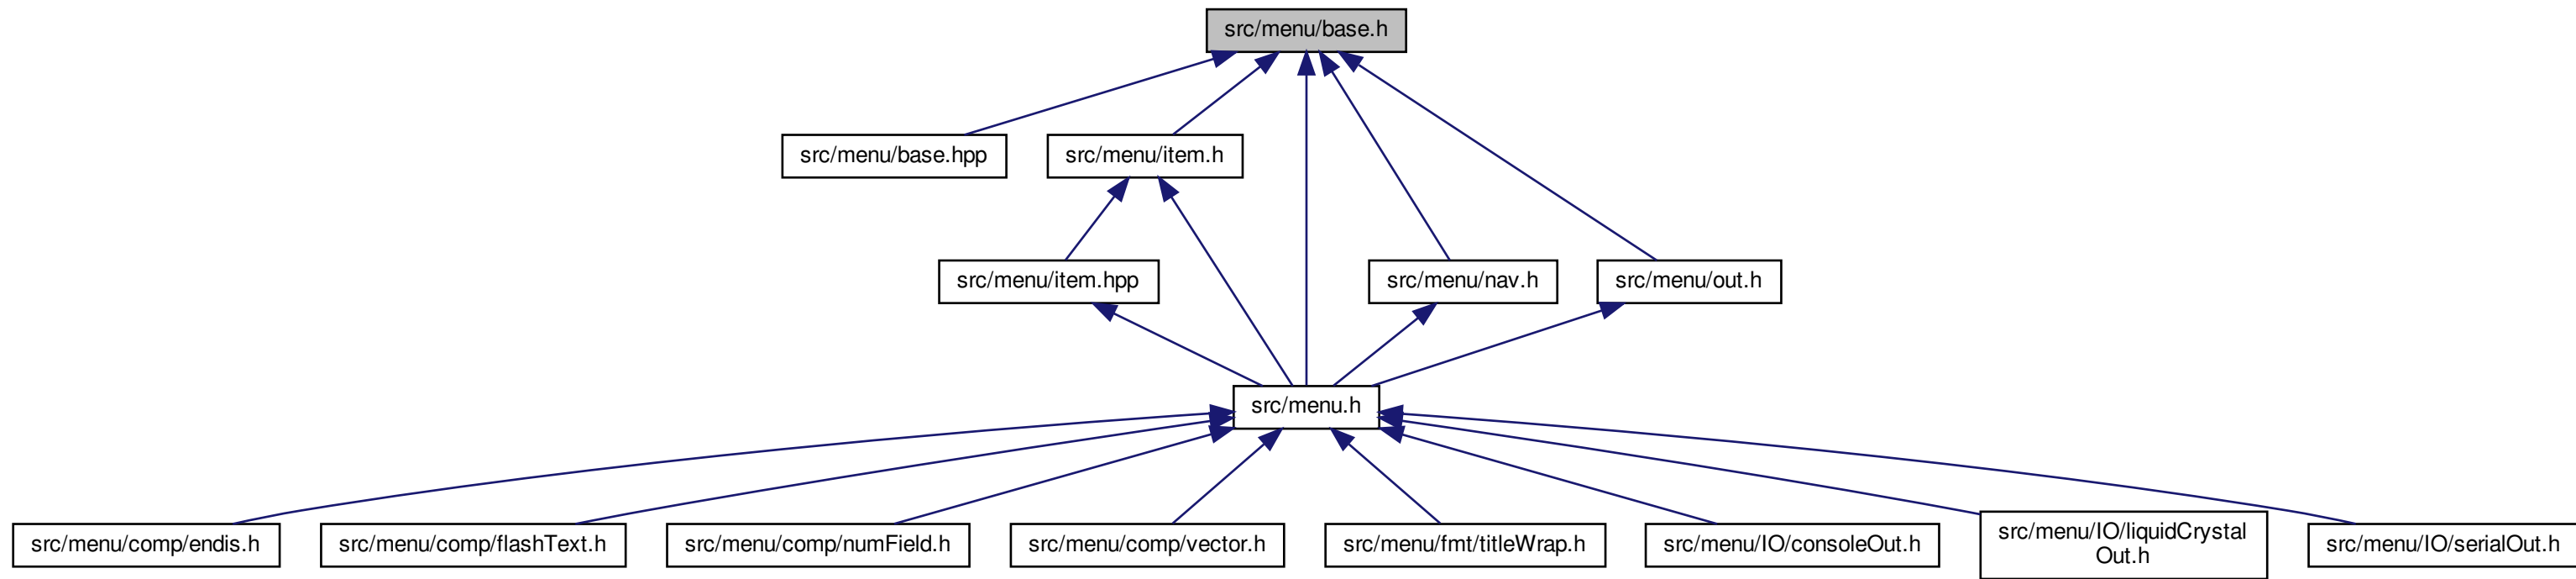 src/menu/base.h
src/menu/base.hpp
src/menu/item.h
src/menu/item.hpp
src/menu/nav.h
src/menu/out.h
src/menu.h
src/menu/comp/endis.h
src/menu/comp/flashText.h
src/menu/comp/numField.h
src/menu/comp/vector.h
src/menu/fmt/titleWrap.h
src/menu/IO/consoleOut.h
src/menu/IO/liquidCrystal
Out.h
src/menu/IO/serialOut.h